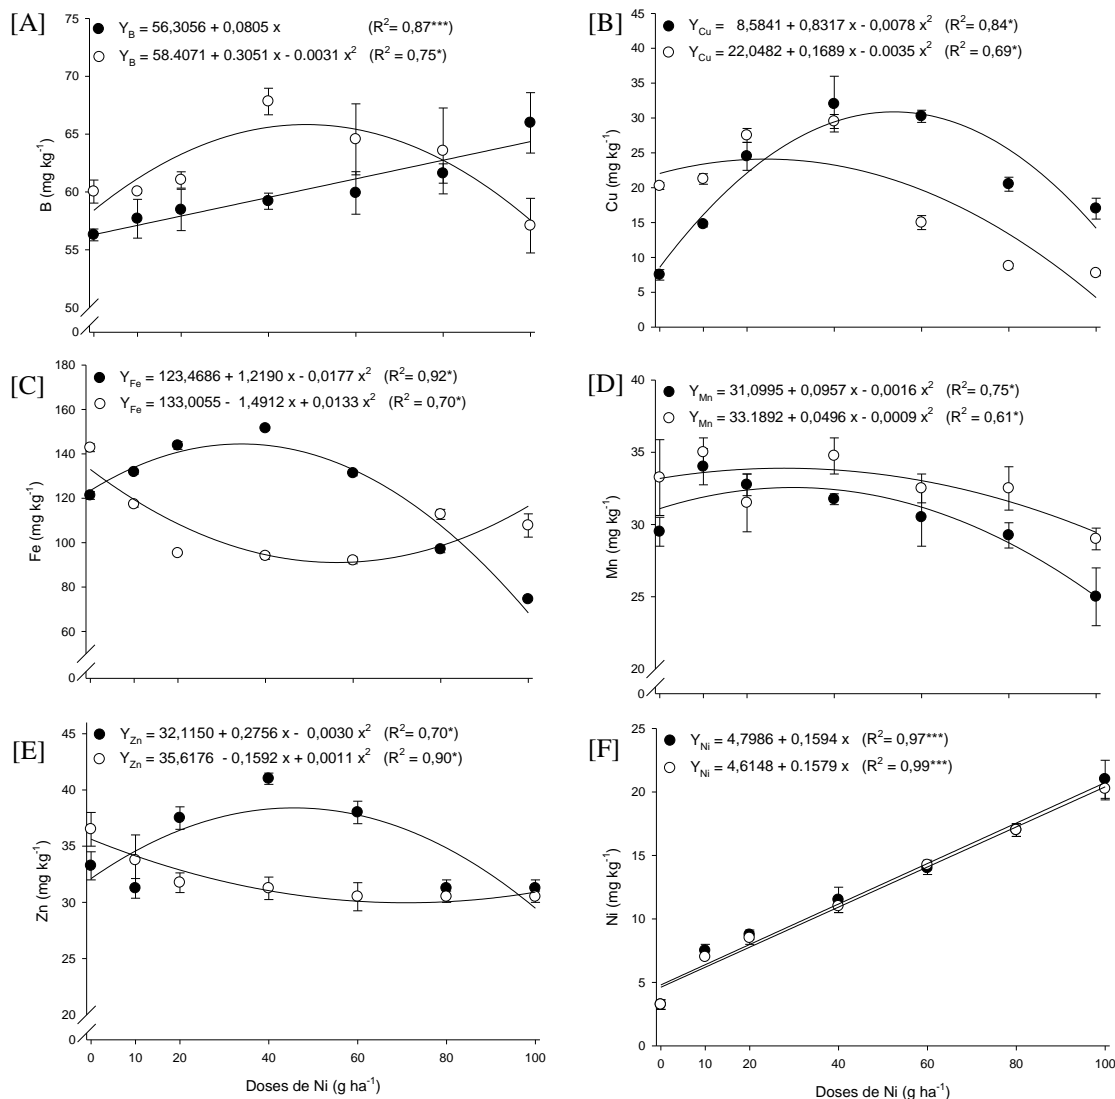 [A]
Y_B = 56,3056 + 0,0805 x (R²= 0,87***)
Y_B = 58.4071 + 0.3051 x - 0.0031 x² (R²= 0,75*)
75
70
65
60
55
50
0
B (mg kg⁻¹)
[B]
Y_Cu= 8,5841 + 0,8317 x - 0,0078 x² (R²= 0,84*)
Y_Cu = 22,0482 + 0,1689 x - 0.0035 x² (R²= 0,69*)
45
40
35
30
25
20
15
10
5
0
Cu (mg kg⁻¹)
[C]
Y_Fe = 123,4686 + 1,2190 x - 0,0177 x² (R²= 0,92*)
Y_Fe = 133,0055 - 1,4912 x + 0,0133 x² (R² = 0,70*)
180
160
140
120
100
80
60
0
Fe (mg kg⁻¹)
[D]
Y_Mn = 31,0995 + 0,0957 x - 0,0016 x² (R²= 0,75*)
Y_Mn = 33.1892 + 0,0496 x - 0,0009 x² (R² = 0,61*)
40
35
30
25
20
0
Mn (mg kg⁻¹)
[E]
Y_Zn = 32,1150 + 0,2756 x - 0,0030 x² (R²= 0,70*)
Y_Zn = 35,6176 - 0,1592 x + 0,0011 x² (R² = 0,90*)
45
40
35
30
25
20
0
Zn (mg kg⁻¹)
0 10 20 40 60 80 100
Doses de Ni (g ha⁻¹)
[F]
Y_Ni = 4,7986 + 0,1594 x (R²= 0,97***)
Y_Ni = 4,6148 + 0.1579 x (R² = 0,99***)
25
20
15
10
5
0
Ni (mg kg⁻¹)
0 10 20 40 60 80 100
Doses de Ni (g ha⁻¹)